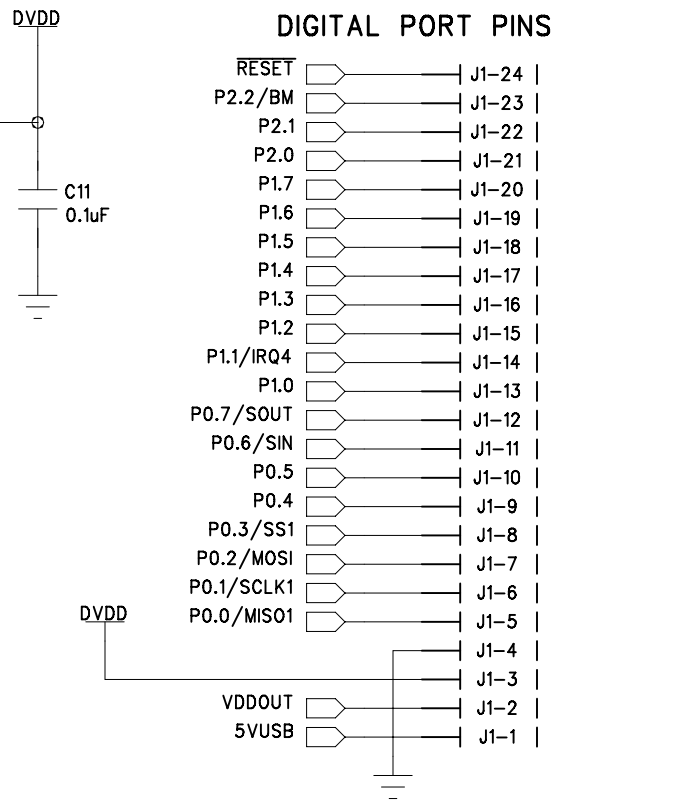 DVDD
DIGITAL PORT PINS
RESET J1-24
P2.2/BM J1-23
P2.1 J1-22
P2.0 J1-21
P1.7 J1-20
C11
0.1uF
P1.6 J1-19
P1.5 J1-18
P1.4 J1-17
P1.3 J1-16
P1.2 J1-15
P1.1/IRQ4 J1-14
P1.0 J1-13
P0.7/SOUT J1-12
P0.6/SIN J1-11
P0.5 J1-10
P0.4 J1-9
P0.3/SS1 J1-8
P0.2/MOSI J1-7
P0.1/SCLK1 J1-6
DVDD
P0.0/MISO1 J1-5
J1-4
J1-3
VDDOUT J1-2
5VUSB J1-1